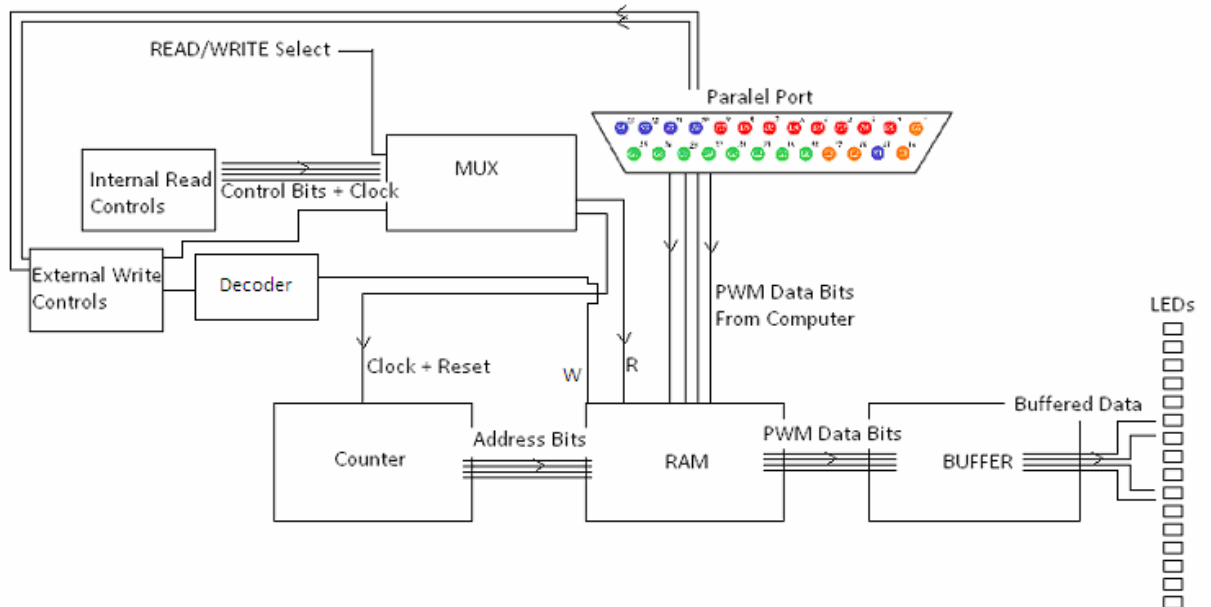 READ/WRITE Select
Paralel Port
MUX
Internal Read
Controls
Control Bits + Clock
External Write
Controls
Decoder
PWM Data Bits
From Computer
LEDs
Clock + Reset
W
R
Buffered Data
Counter
Address Bits
RAM
PWM Data Bits
BUFFER